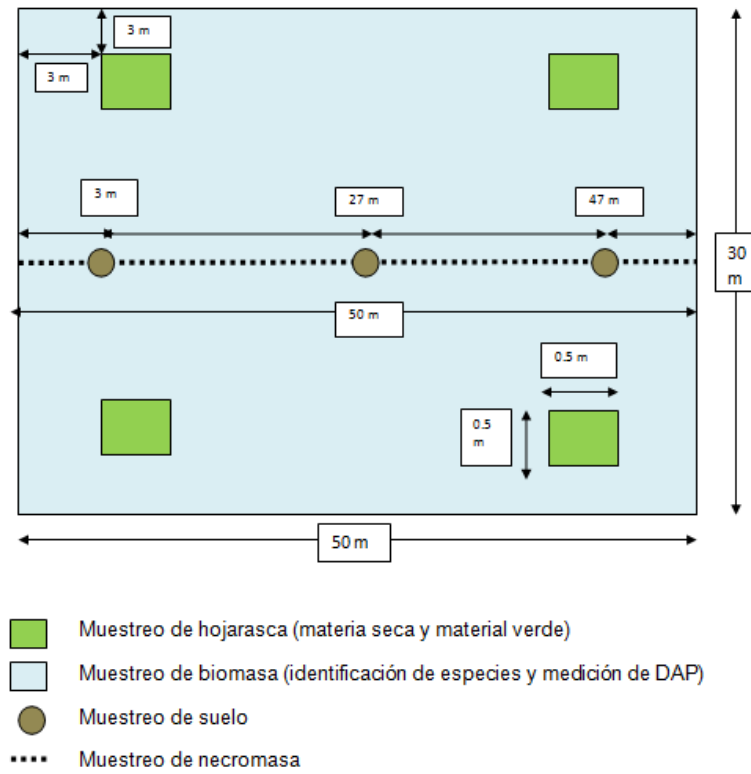 3 m
3 m
3 m
27 m
47 m
30
m
50 m
0.5 m
0.5
m
50 m
Muestreo de hojarasca (materia seca y material verde)
Muestreo de biomasa (identificación de especies y medición de DAP)
Muestreo de suelo
Muestreo de necromasa